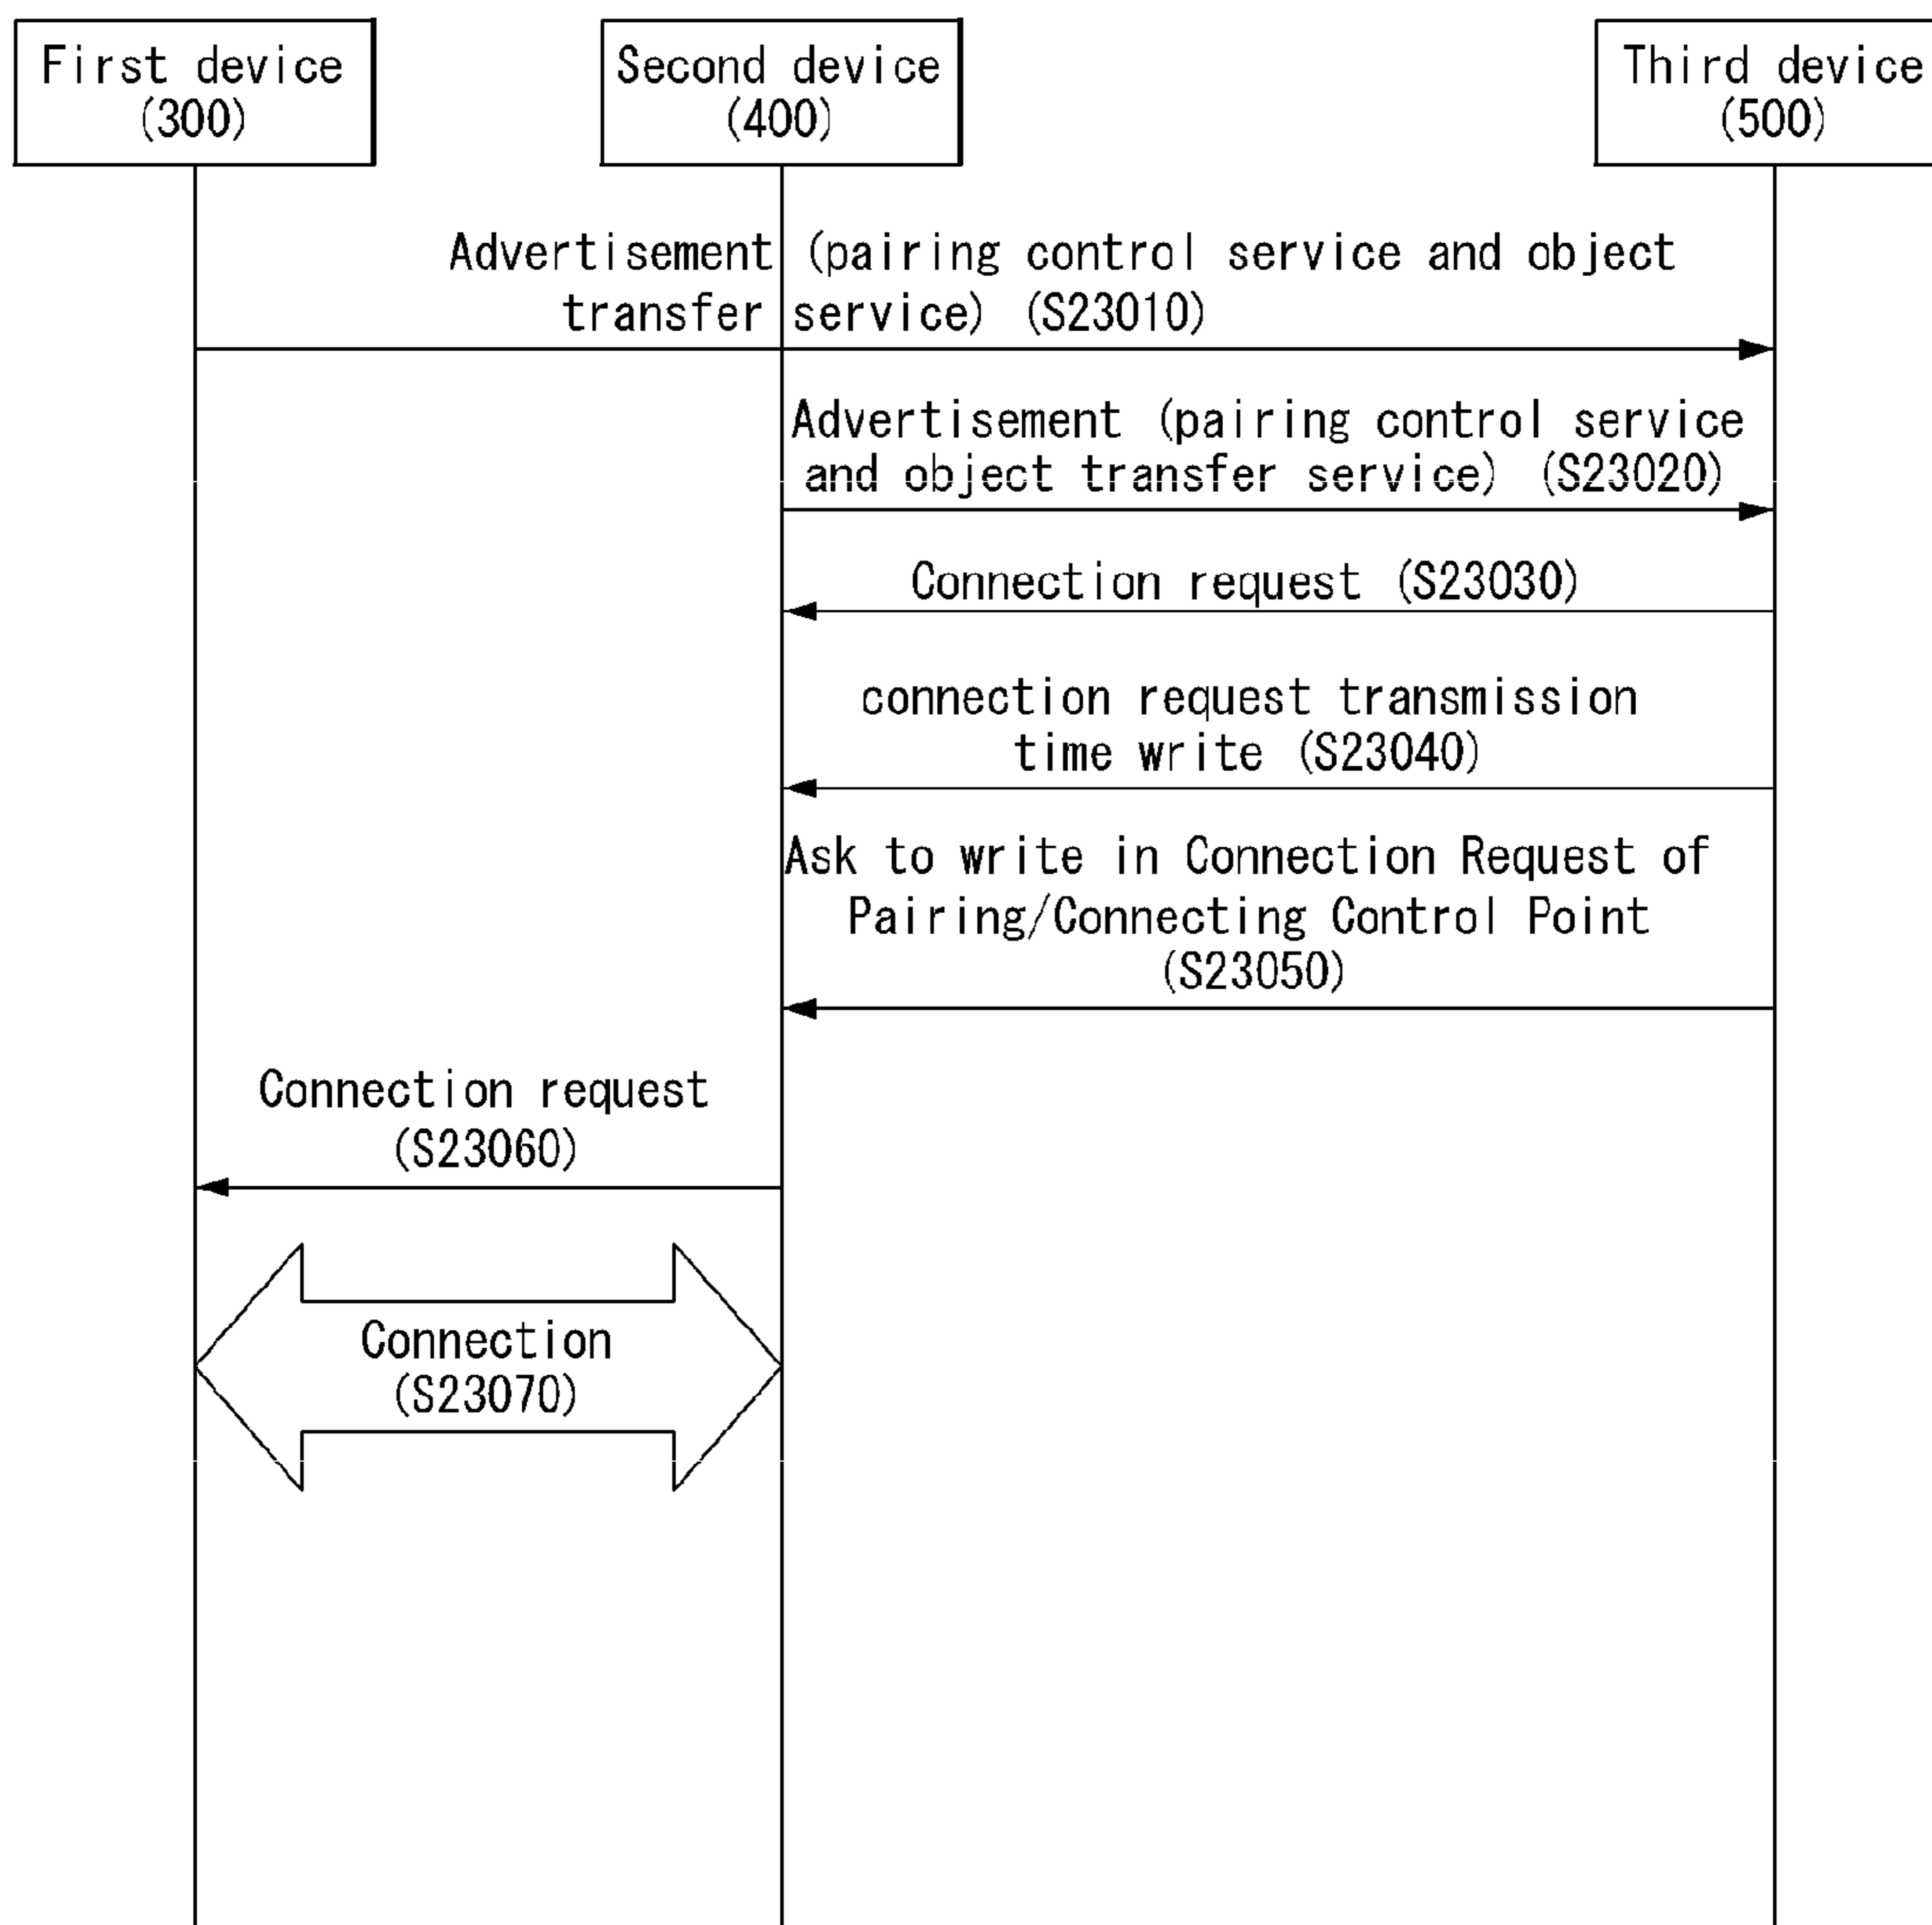 First device
(300)
Second device
(400)
Third device
(500)
Advertisement (pairing control service and object
transfer service) (S23010)
Advertisement (pairing control service
and object transfer service) (S23020)
Connection request (S23030)
connection request transmission
time write (S23040)
Ask to write in Connection Request of
Pairing/Connecting Control Point
(S23050)
Connection request
(S23060)
Connection
(S23070)